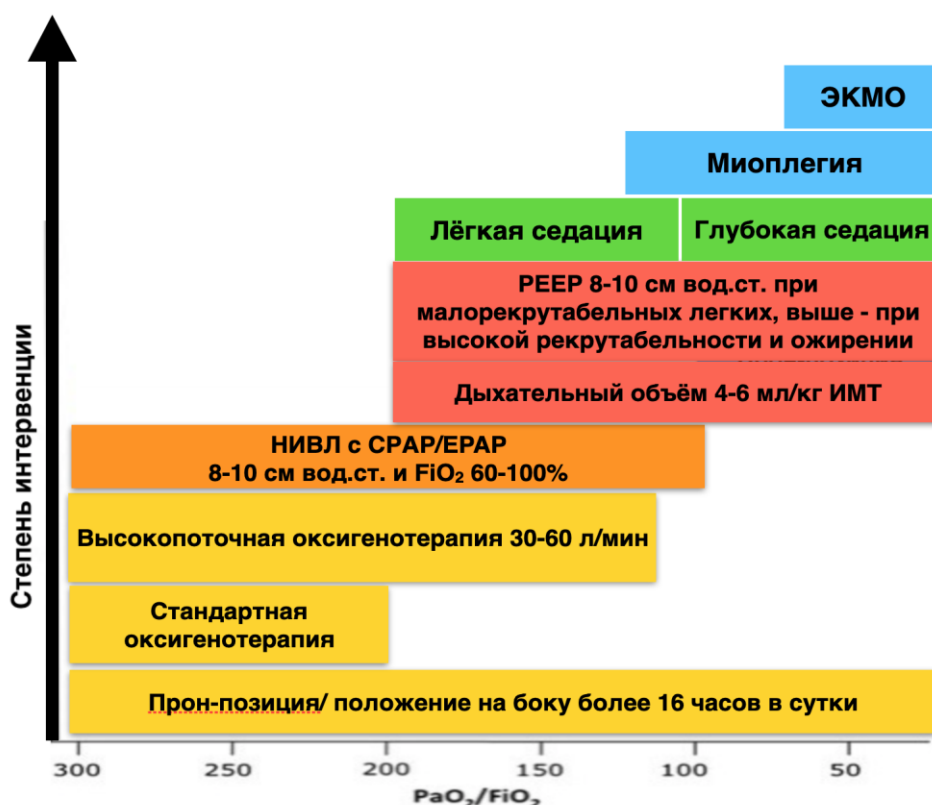 ЭКМО
Миоплегия
Лёгкая седация
Глубокая седация
PEEP 8-10 см вод.ст. при
малорекрутабельных легких, выше - при
высокой рекрутабельности и ожирении
Дыхательный объём 4-6 мл/кг ИМТ
НИВЛ с CPAP/EPAP
8-10 см вод.ст. и FiO₂ 60-100%
Высокопоточная оксигенотерапия 30-60 л/мин
Стандартная
оксигенотерапия
Прон-позиция/ положение на боку более 16 часов в сутки
Степень интервенции
300 250 200 150 100 50
PaO₂/FiO₂